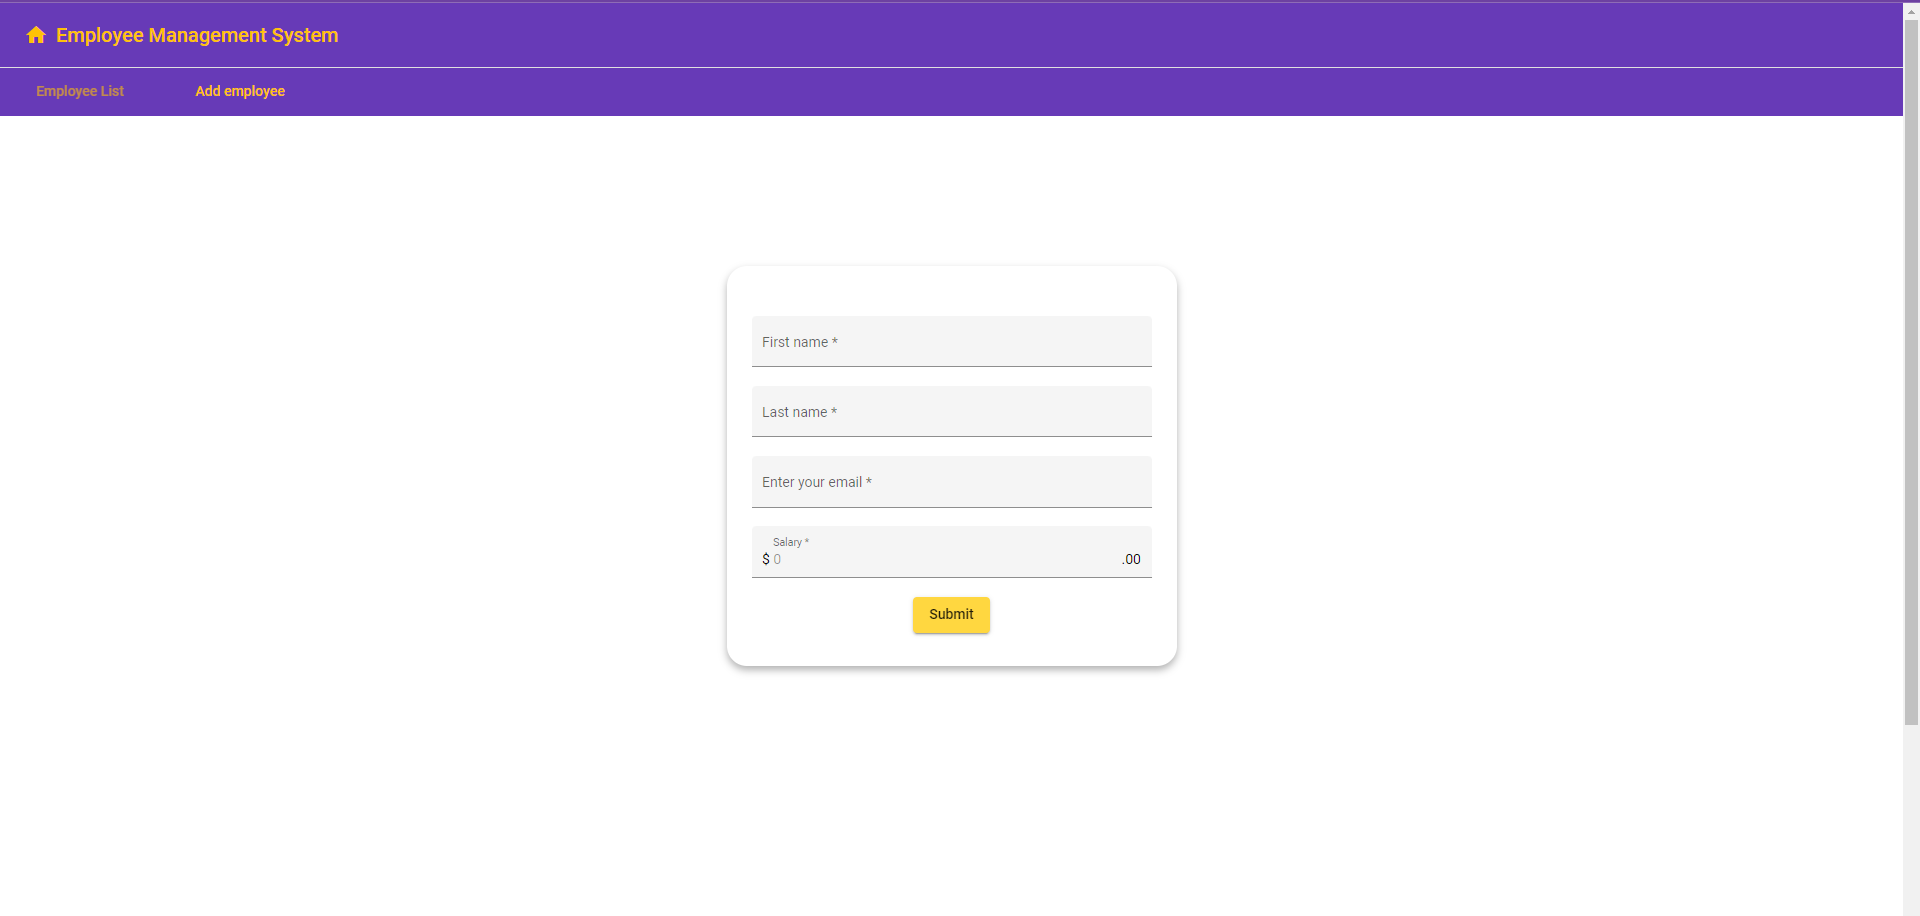 Employee Management System
Employee List Add employee
First name *
Last name *
Enter your email *
Salary *
$ 0 .00
Submit